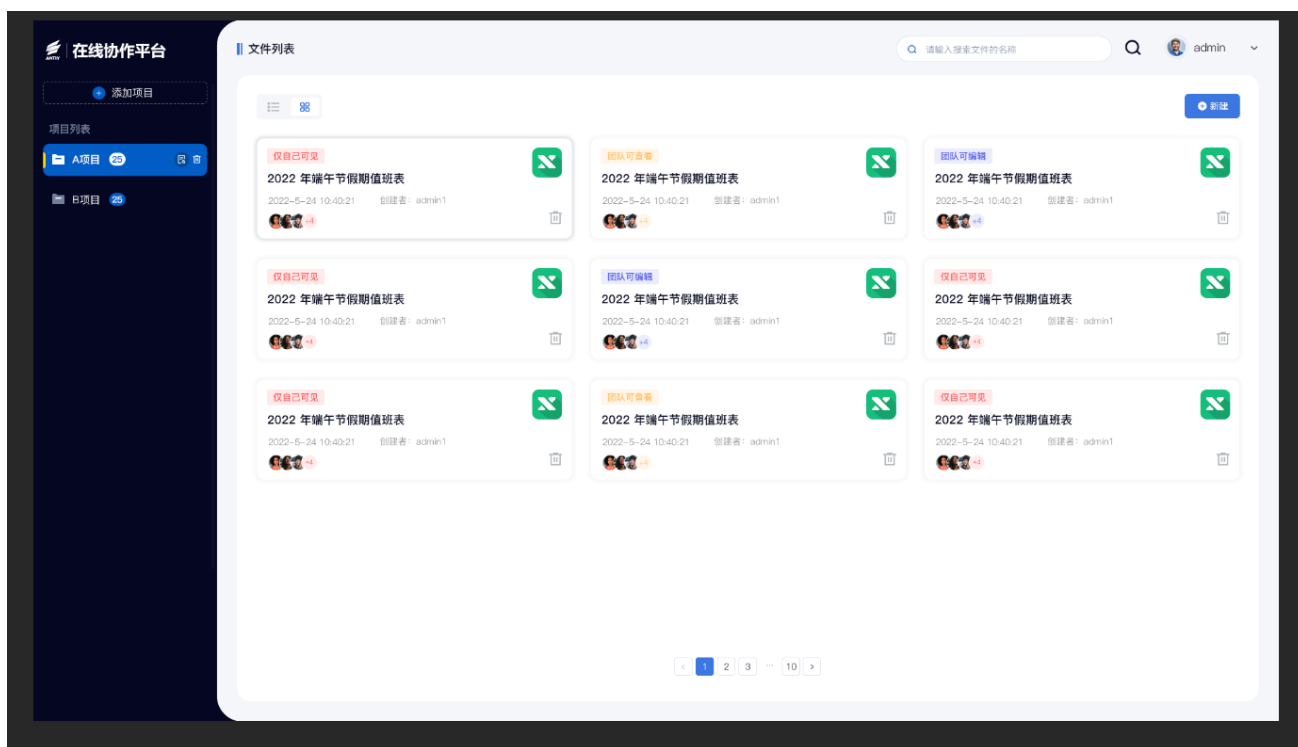 在线协作平台
添加项目
项目列表
A项目 25
B项目 25
文件列表
请输入搜索文件的名称
admin
新建
仅自己可见
2022 年端午节假期值班表
2022-5-24 10:40:21 创建者：admin1
+4
团队可查看
2022 年端午节假期值班表
2022-5-24 10:40:21 创建者：admin1
+4
团队可编辑
2022 年端午节假期值班表
2022-5-24 10:40:21 创建者：admin1
+4
仅自己可见
2022 年端午节假期值班表
2022-5-24 10:40:21 创建者：admin1
+4
团队可编辑
2022 年端午节假期值班表
2022-5-24 10:40:21 创建者：admin1
+4
仅自己可见
2022 年端午节假期值班表
2022-5-24 10:40:21 创建者：admin1
+4
仅自己可见
2022 年端午节假期值班表
2022-5-24 10:40:21 创建者：admin1
+4
团队可查看
2022 年端午节假期值班表
2022-5-24 10:40:21 创建者：admin1
+4
仅自己可见
2022 年端午节假期值班表
2022-5-24 10:40:21 创建者：admin1
+4
< 1 2 3 ··· 10 >